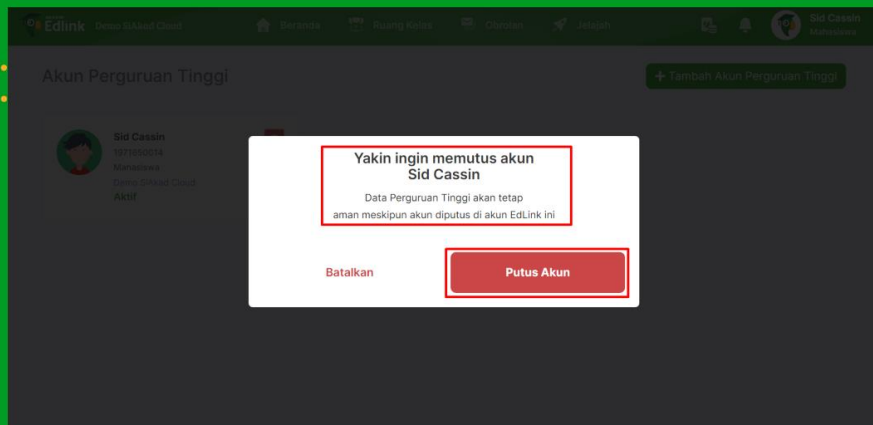 Edlink Demo SIAkad Cloud Beranda Ruang Kelas Obrolan Jelajah Sid Cassin
Mahasiswa
Akun Perguruan Tinggi
+ Tambah Akun Perguruan Tinggi
Sid Cassin
Mahasiswa
Demo SIAkad Cloud
Aktif
Yakin ingin memutus akun
Sid Cassin
Data Perguruan Tinggi akan tetap
aman meskipun akun diputus di akun EdLink ini
Batalkan
Putus Akun